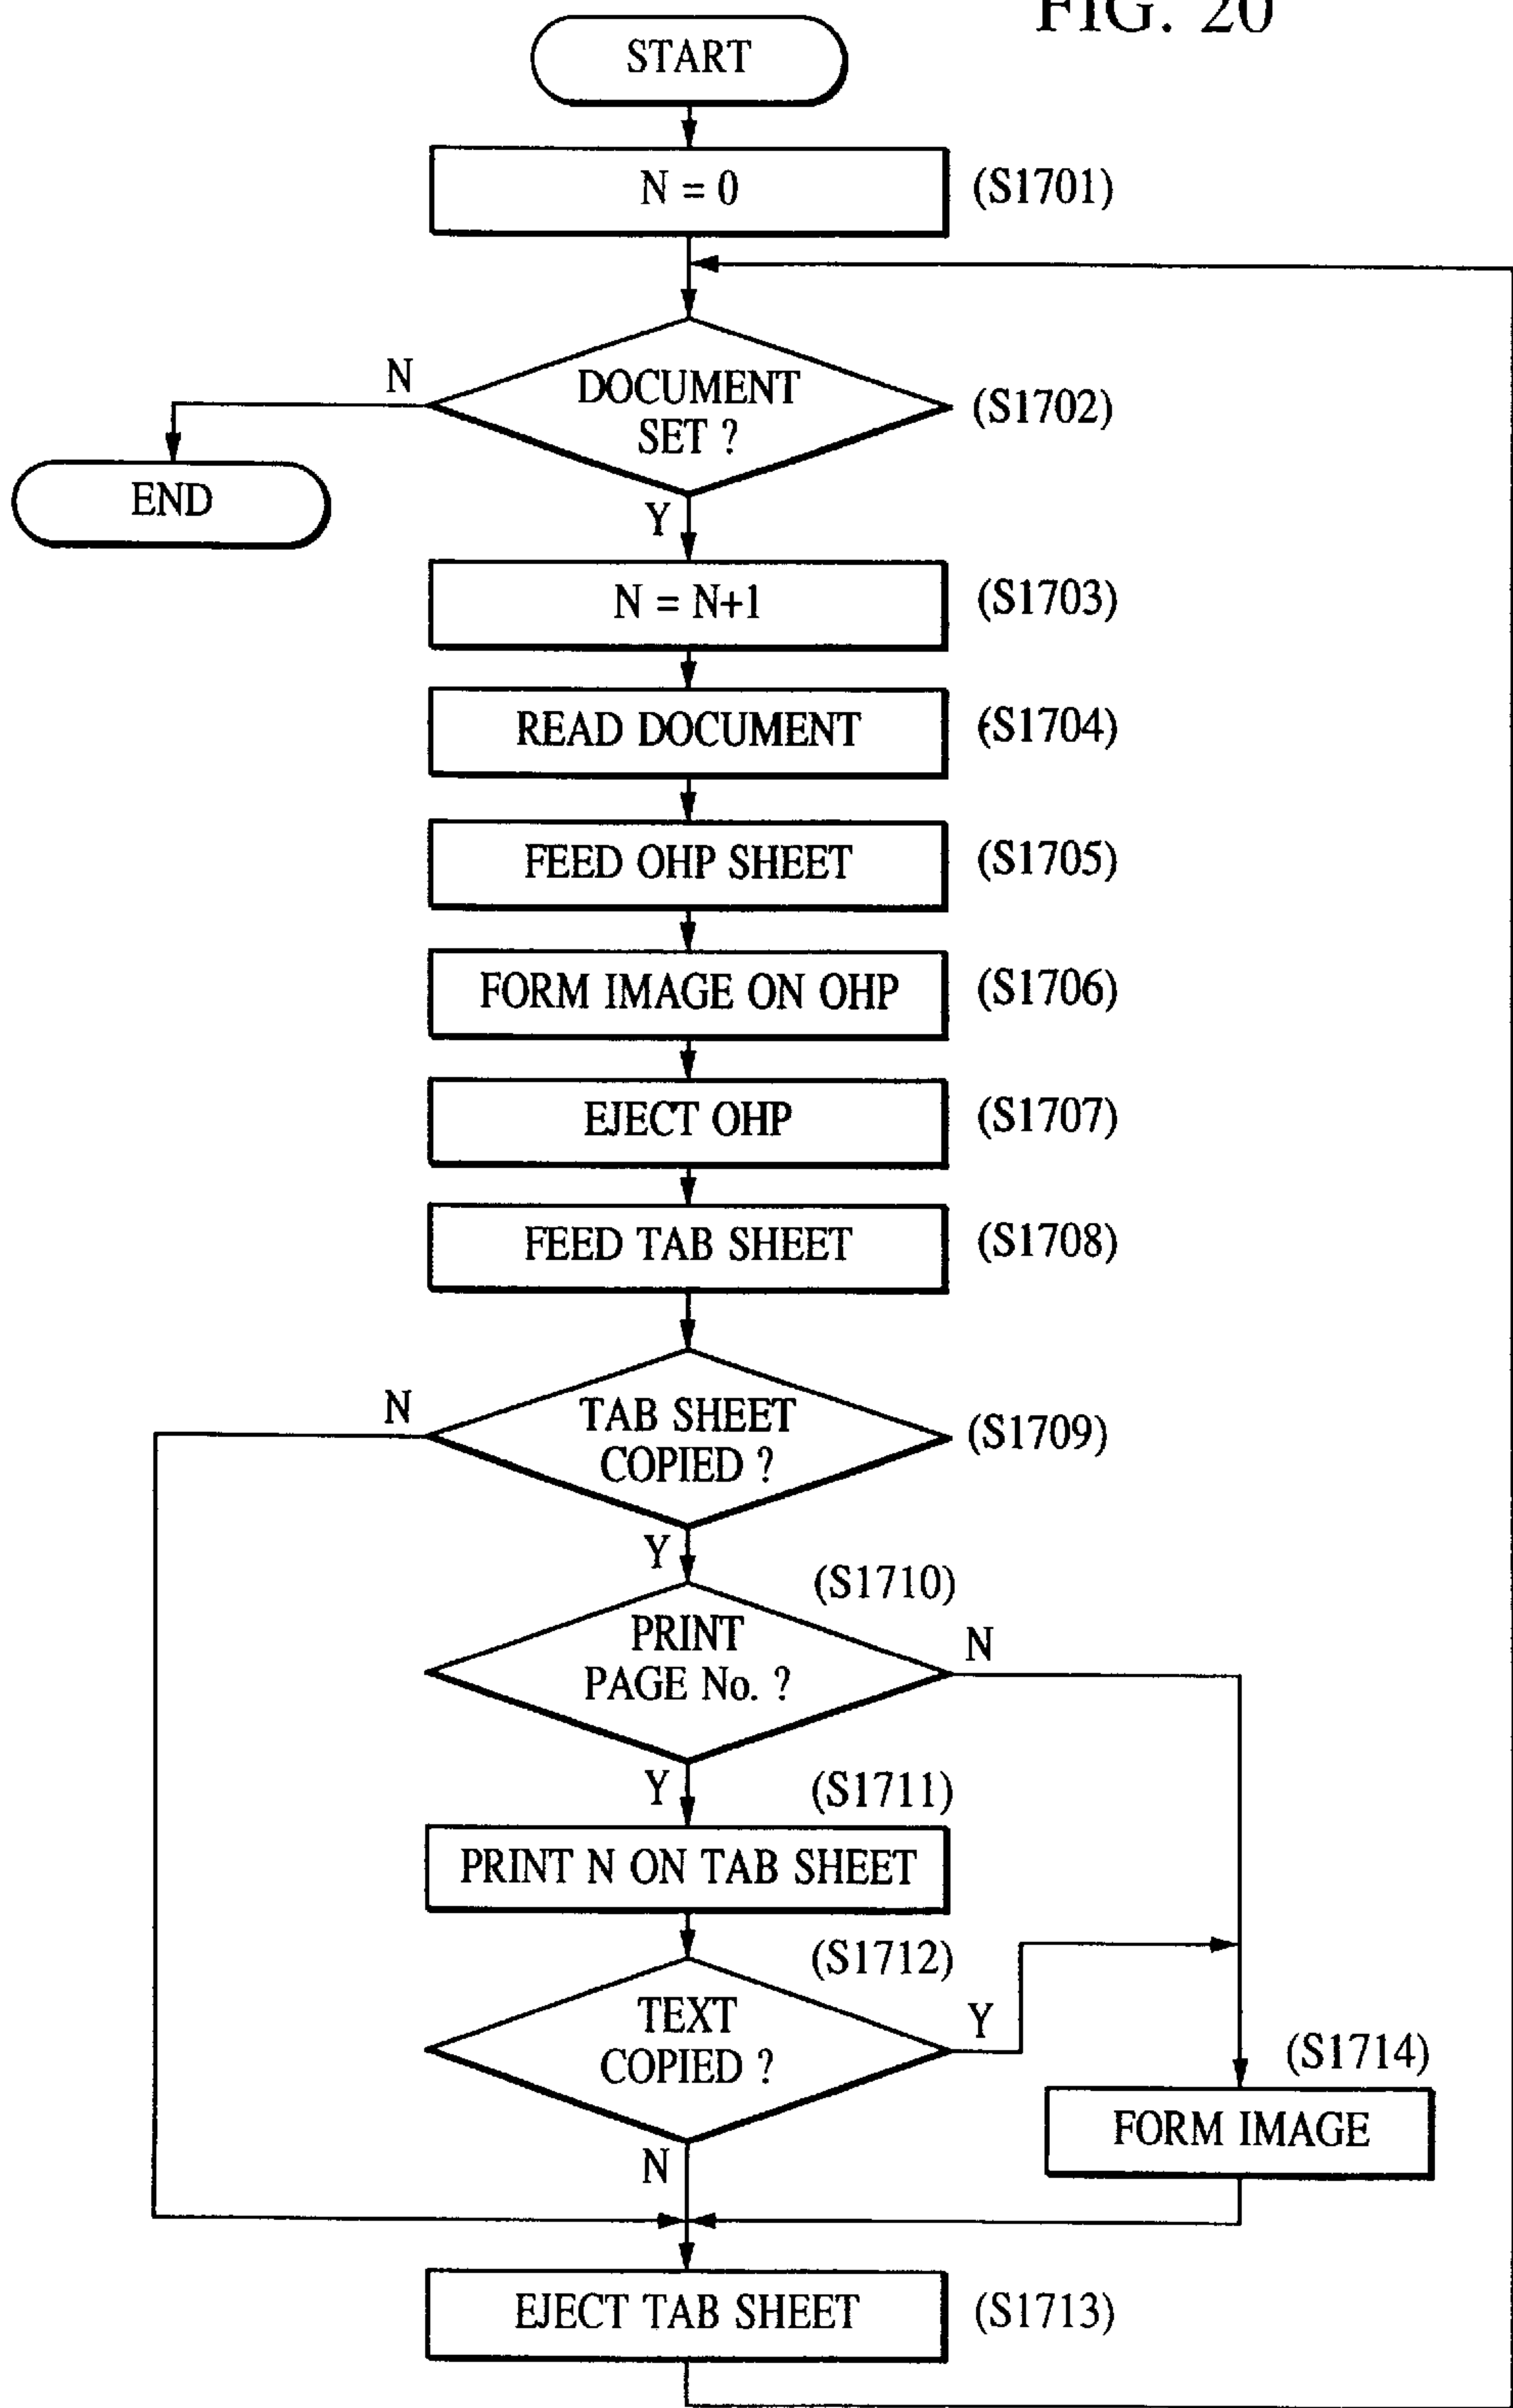 FIG. 20
START
N = 0
(S1701)
N
DOCUMENT
SET ?
(S1702)
END
Y
N = N+1
(S1703)
READ DOCUMENT
(S1704)
FEED OHP SHEET
(S1705)
FORM IMAGE ON OHP
(S1706)
EJECT OHP
(S1707)
FEED TAB SHEET
(S1708)
N
TAB SHEET
COPIED ?
(S1709)
Y
(S1710)
PRINT
PAGE No. ?
N
Y
(S1711)
PRINT N ON TAB SHEET
(S1712)
TEXT
COPIED ?
Y
(S1714)
FORM IMAGE
N
EJECT TAB SHEET
(S1713)